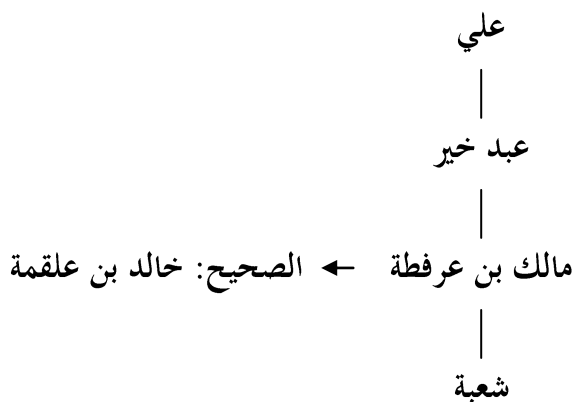 علي
عبد خير
مالك بن عرفطة ← الصحيح: خالد بن علقمة
شعبة